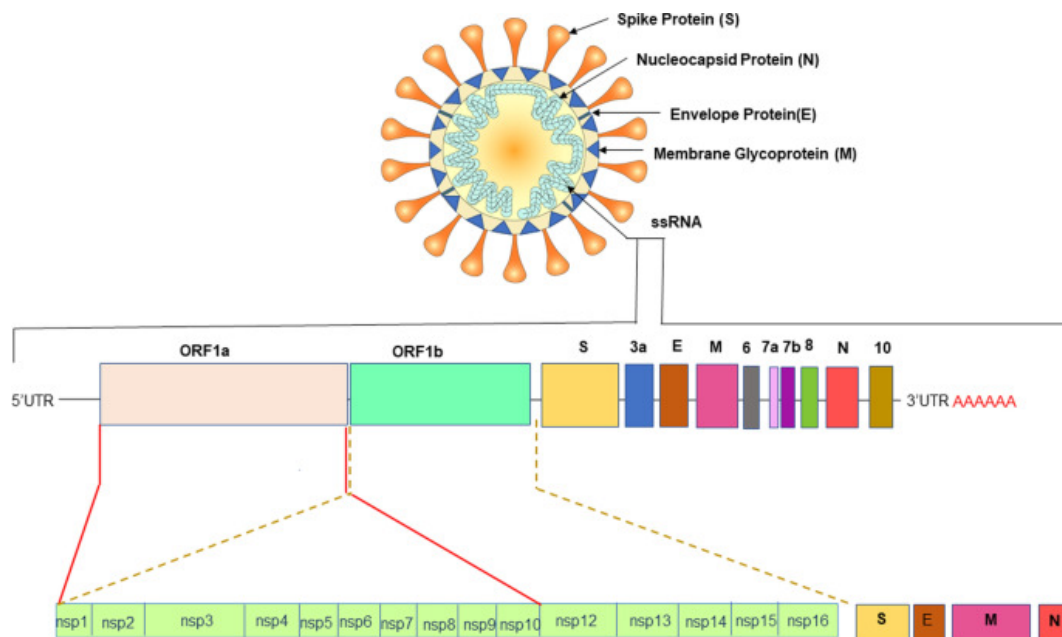 Spike Protein (S)
Nucleocapsid Protein (N)
Envelope Protein(E)
Membrane Glycoprotein (M)
ssRNA
ORF1a ORF1b S 3a E M 6 7a 7b 8 N 10
5'UTR 3'UTR AAAAAA
nsp1 nsp2 nsp3 nsp4 nsp5 nsp6 nsp7 nsp8 nsp9 nsp10 nsp12 nsp13 nsp14 nsp15 nsp16 S E M N